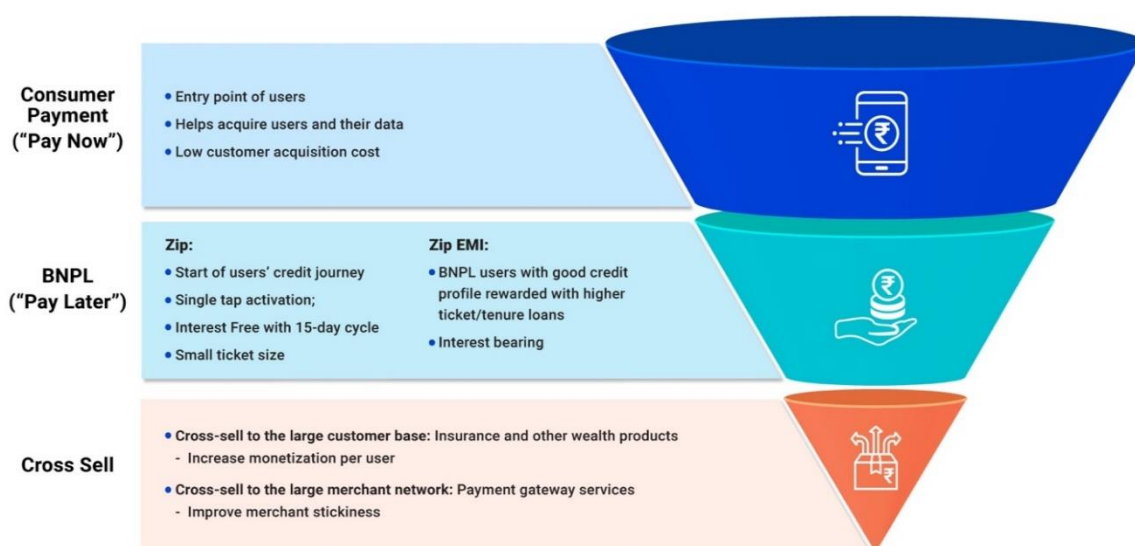 Consumer
Payment
(“Pay Now”)
• Entry point of users
• Helps acquire users and their data
• Low customer acquisition cost
₹
BNPL
(“Pay Later”)
Zip:
• Start of users’ credit journey
• Single tap activation;
• Interest Free with 15-day cycle
• Small ticket size
Zip EMI:
• BNPL users with good credit
profile rewarded with higher
ticket/tenure loans
• Interest bearing
₹
Cross Sell
• Cross-sell to the large customer base: Insurance and other wealth products
- Increase monetization per user
• Cross-sell to the large merchant network: Payment gateway services
- Improve merchant stickiness
₹